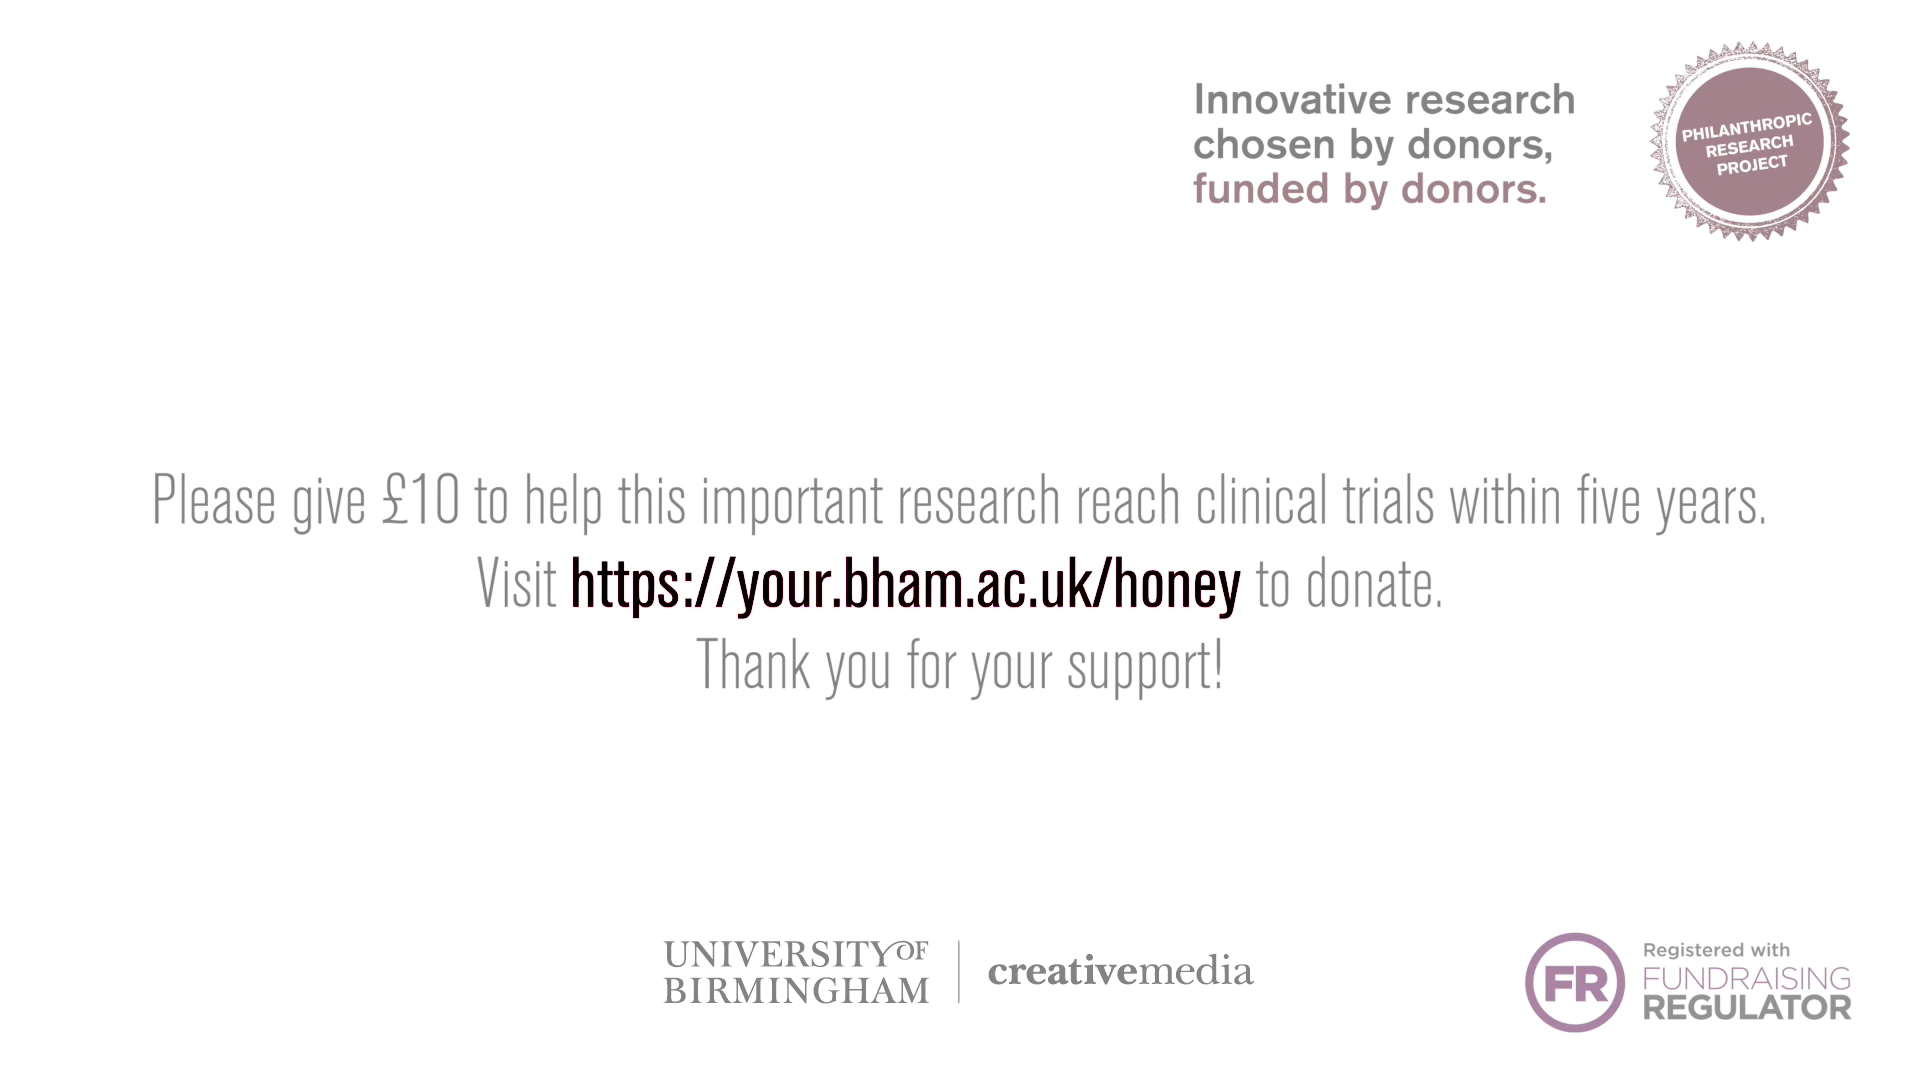 Innovative research
chosen by donors,
funded by donors.
PHILANTHROPIC
RESEARCH
PROJECT
Please give £10 to help this important research reach clinical trials within five years.
Visit https://your.bham.ac.uk/honey to donate.
Thank you for your support!
UNIVERSITY OF
BIRMINGHAM
creativemedia
FR
Registered with
FUNDRAISING
REGULATOR